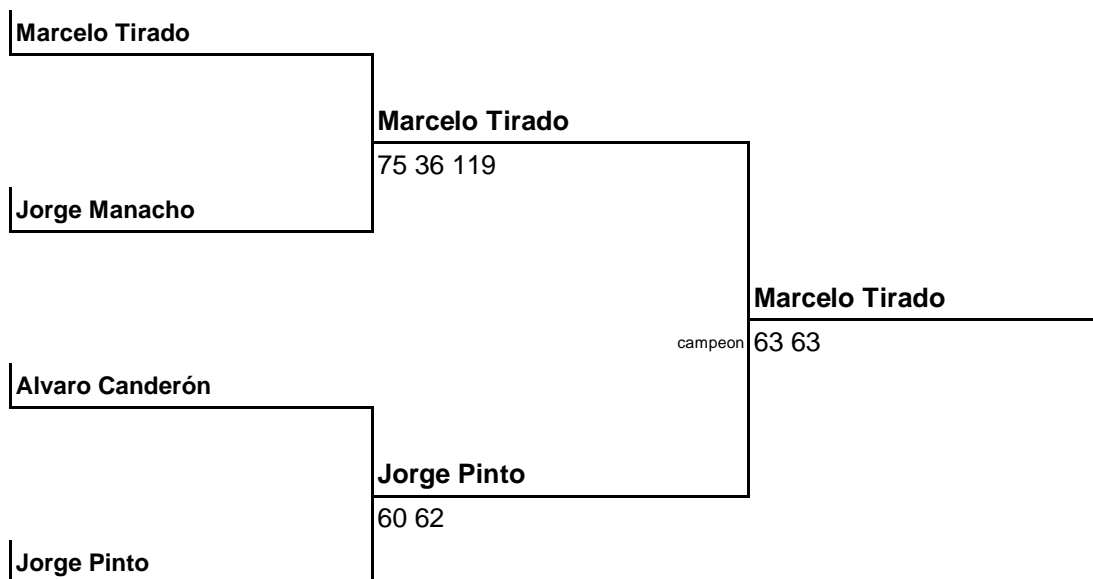 Marcelo Tirado
Marcelo Tirado
75 36 119
Jorge Manacho
Marcelo Tirado
campeon 63 63
Alvaro Canderón
Jorge Pinto
60 62
Jorge Pinto